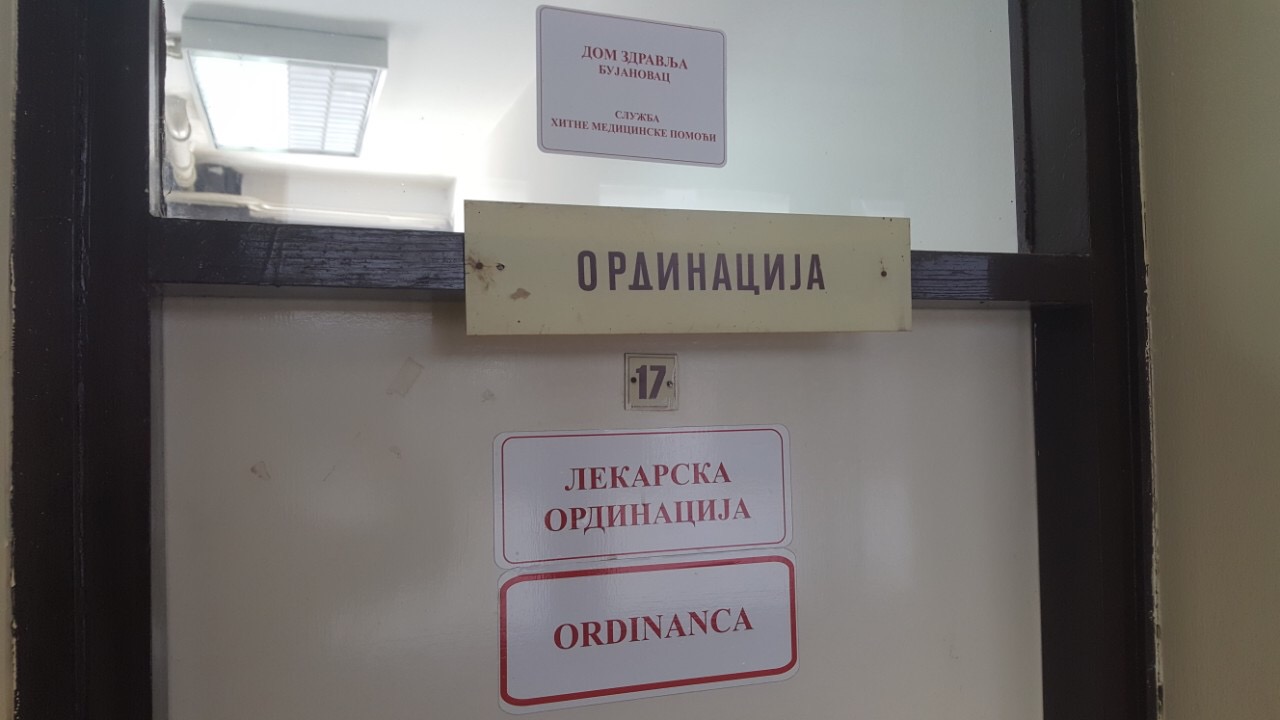 ДОМ ЗДРАВЉА
БУЈАНОВАЦ
СЛУЖБА
ХИТНЕ МЕДИЦИНСКЕ ПОМОЋИ
ОРДИНАЦИЈА
17
ЛЕКАРСКА
ОРДИНАЦИЈА
ORDINANCA